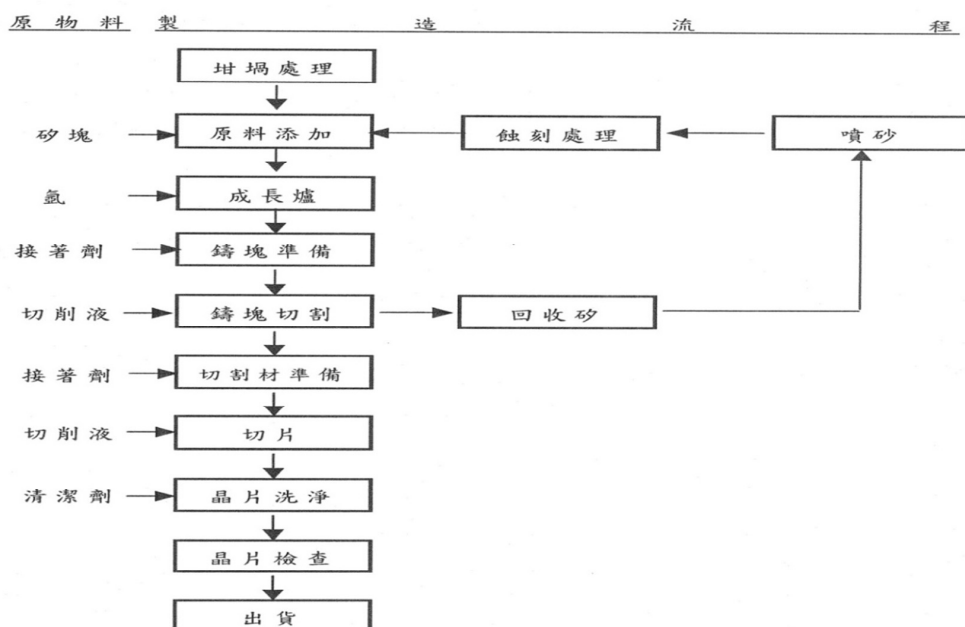 原物料 製造流程
坩堝處理
矽塊 原料添加 蝕刻處理 噴砂
氬 成長爐
接著劑 鑄塊準備
切削液 鑄塊切割 回收矽
接著劑 切割材準備
切削液 切片
清潔劑 晶片洗淨
晶片檢查
出貨